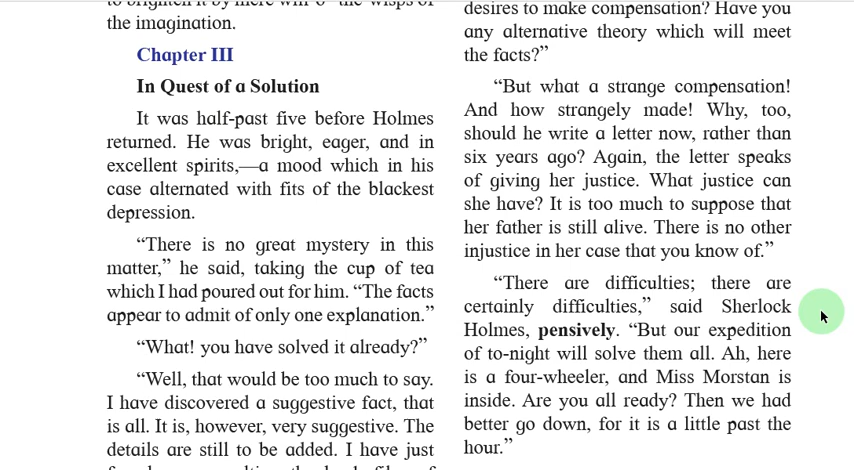 to brighten it by mere will-o'-the-wisps of
the imagination.
Chapter III
In Quest of a Solution
It was half-past five before Holmes
returned. He was bright, eager, and in
excellent spirits,—a mood which in his
case alternated with fits of the blackest
depression.
“There is no great mystery in this
matter,” he said, taking the cup of tea
which I had poured out for him. “The facts
appear to admit of only one explanation.”
“What! you have solved it already?”
“Well, that would be too much to say.
I have discovered a suggestive fact, that
is all. It is, however, very suggestive. The
details are still to be added. I have just
desires to make compensation? Have you
any alternative theory which will meet
the facts?”
“But what a strange compensation!
And how strangely made! Why, too,
should he write a letter now, rather than
six years ago? Again, the letter speaks
of giving her justice. What justice can
she have? It is too much to suppose that
her father is still alive. There is no other
injustice in her case that you know of.”
“There are difficulties; there are
certainly difficulties,” said Sherlock
Holmes, pensively. “But our expedition
of to-night will solve them all. Ah, here
is a four-wheeler, and Miss Morstan is
inside. Are you all ready? Then we had
better go down, for it is a little past the
hour.”